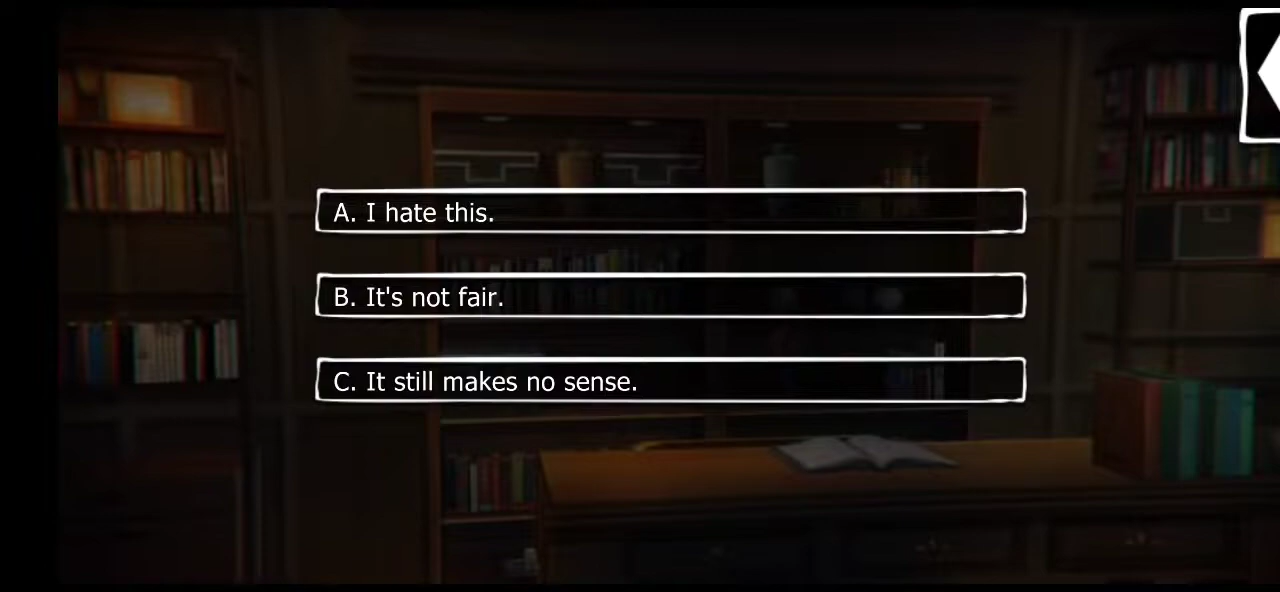 A. I hate this.
B. It's not fair.
C. It still makes no sense.